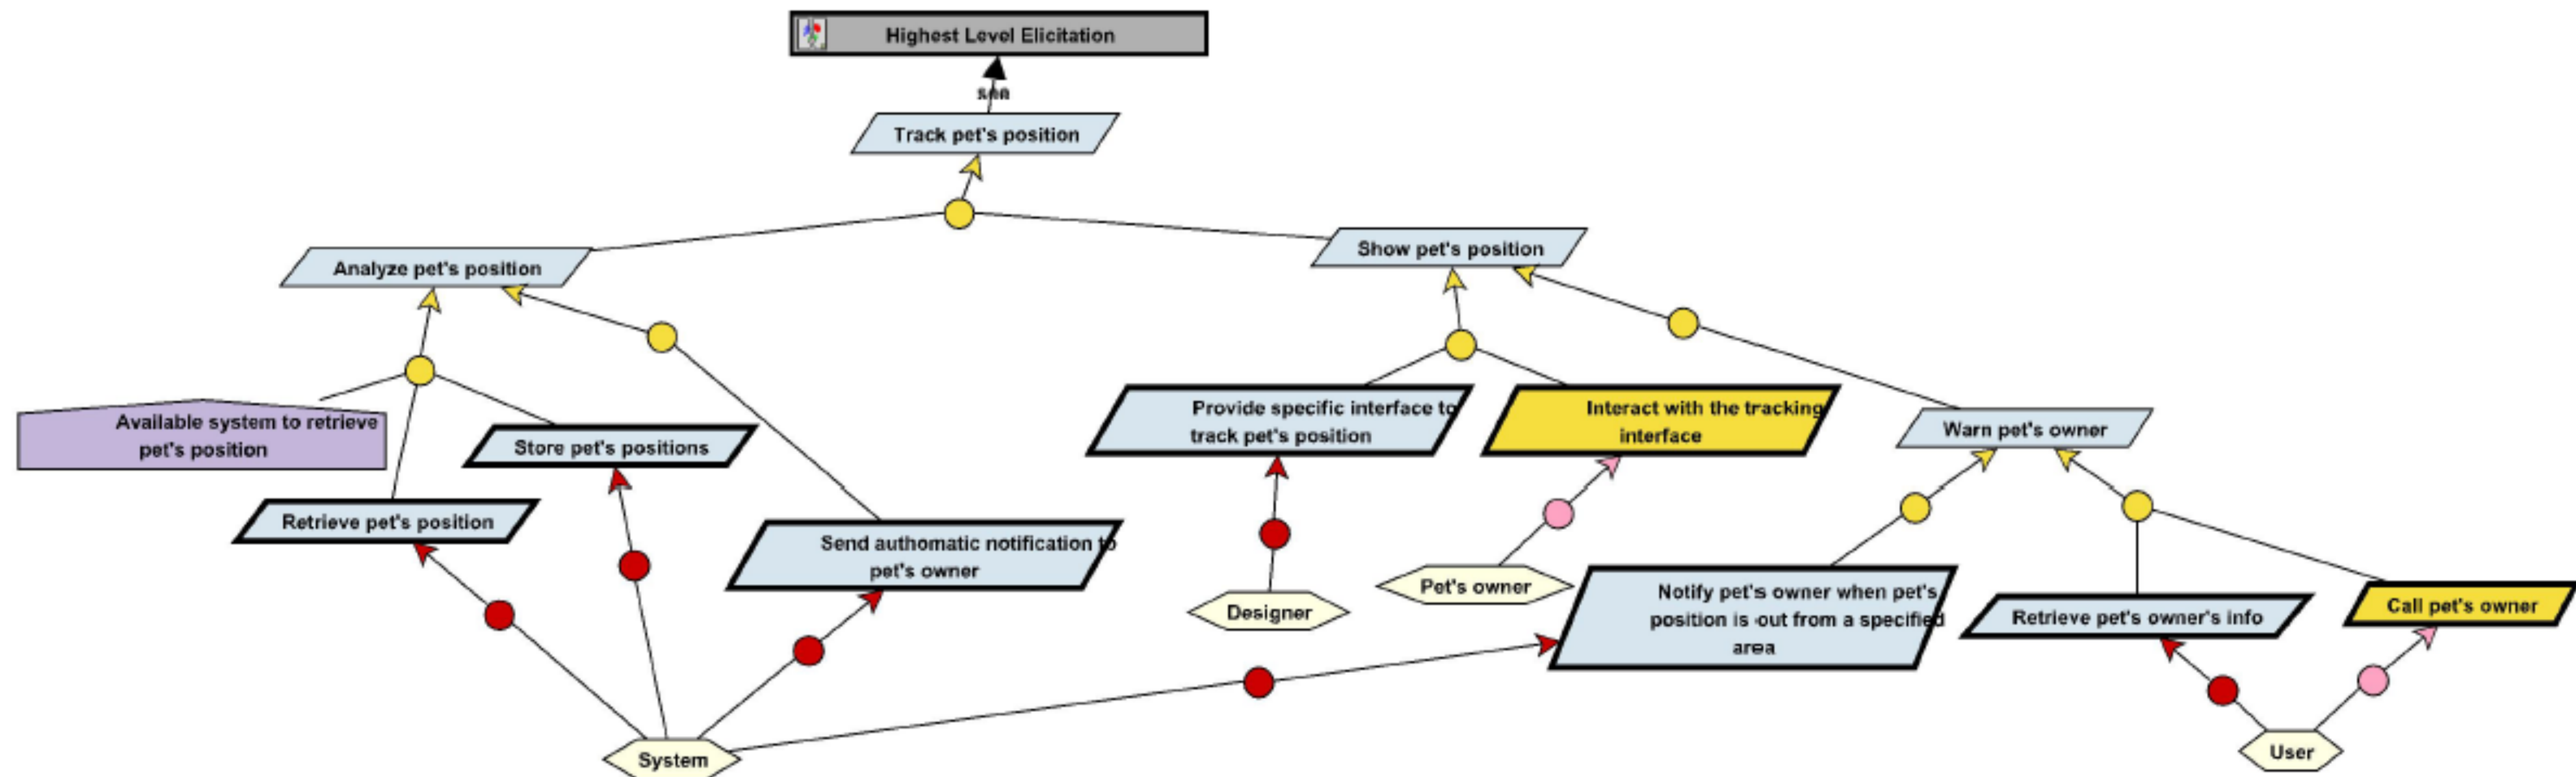 Highest Level Elicitation
see
Track pet's position
Show pet's position
Analyze pet's position
Available system to retrieve
pet's position
Store pet's positions
Provide specific interface to
track pet's position
Interact with the tracking
interface
Warn pet's owner
Retrieve pet's position
Send authomatic notification to
pet's owner
Designer
Pet's owner
Notify pet's owner when pet's
position is out from a specified
area
Retrieve pet's owner's info
Call pet's owner
System
User